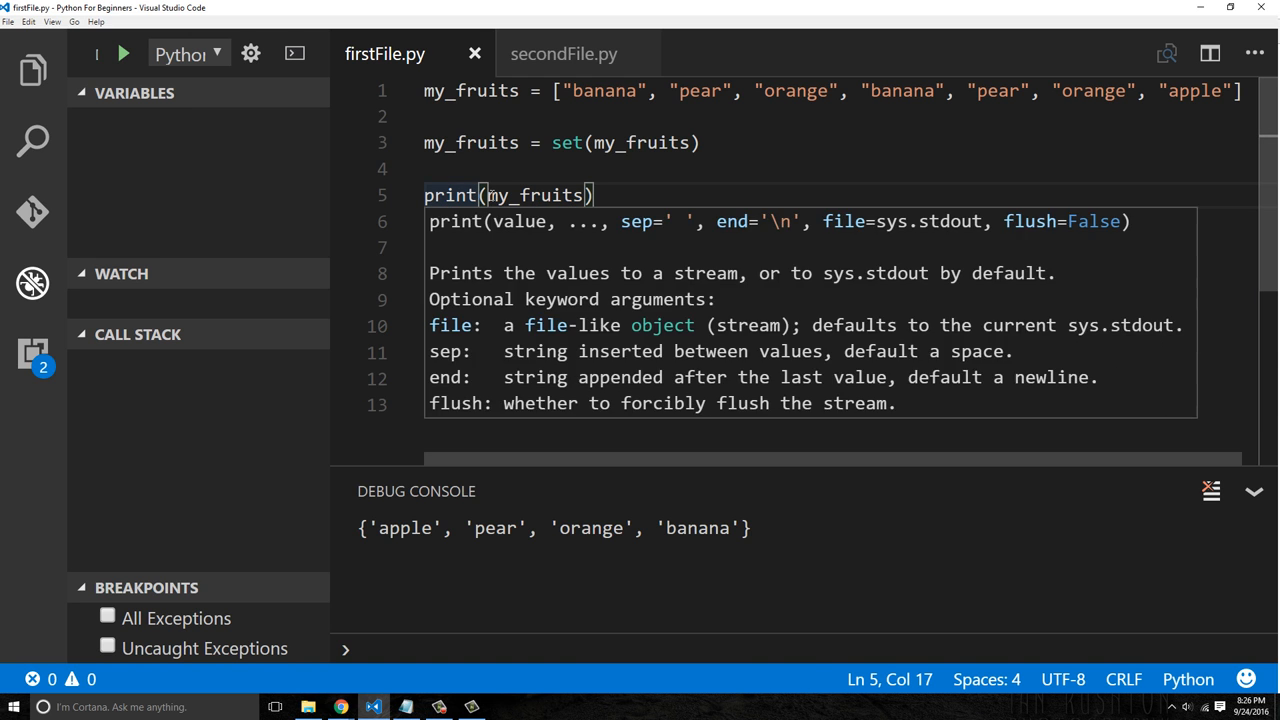 firstFile.py - Python For Beginners - Visual Studio Code
File Edit View Go Help
Pythor
firstFile.py
secondFile.py
VARIABLES
WATCH
CALL STACK
BREAKPOINTS
All Exceptions
Uncaught Exceptions
2
1 my_fruits = ["banana", "pear", "orange", "banana", "pear", "orange", "apple"]
2
3 my_fruits = set(my_fruits)
4
5 print(my_fruits)
6 print(value, ..., sep=' ', end='\n', file=sys.stdout, flush=False)
7
8 Prints the values to a stream, or to sys.stdout by default.
9 Optional keyword arguments:
10 file: a file-like object (stream); defaults to the current sys.stdout.
11 sep: string inserted between values, default a space.
12 end: string appended after the last value, default a newline.
13 flush: whether to forcibly flush the stream.
DEBUG CONSOLE
{'apple', 'pear', 'orange', 'banana'}
0 0
Ln 5, Col 17 Spaces: 4 UTF-8 CRLF Python
I'm Cortana. Ask me anything.
8:26 PM
9/24/2016